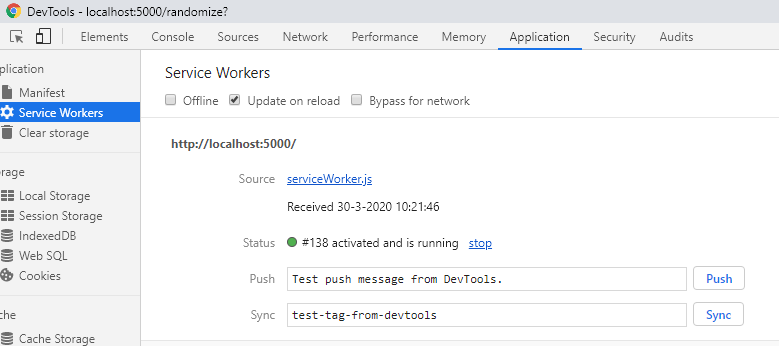 DevTools - localhost:5000/randomize?
Elements Console Sources Network Performance Memory Application Security Audits
plication
Manifest
Service Workers
Clear storage
rage
Local Storage
Session Storage
IndexedDB
Web SQL
Cookies
che
Cache Storage
Service Workers
Offline Update on reload Bypass for network
http://localhost:5000/
Source serviceWorker.js
Received 30-3-2020 10:21:46
Status #138 activated and is running stop
Push Test push message from DevTools. Push
Sync test-tag-from-devtools Sync